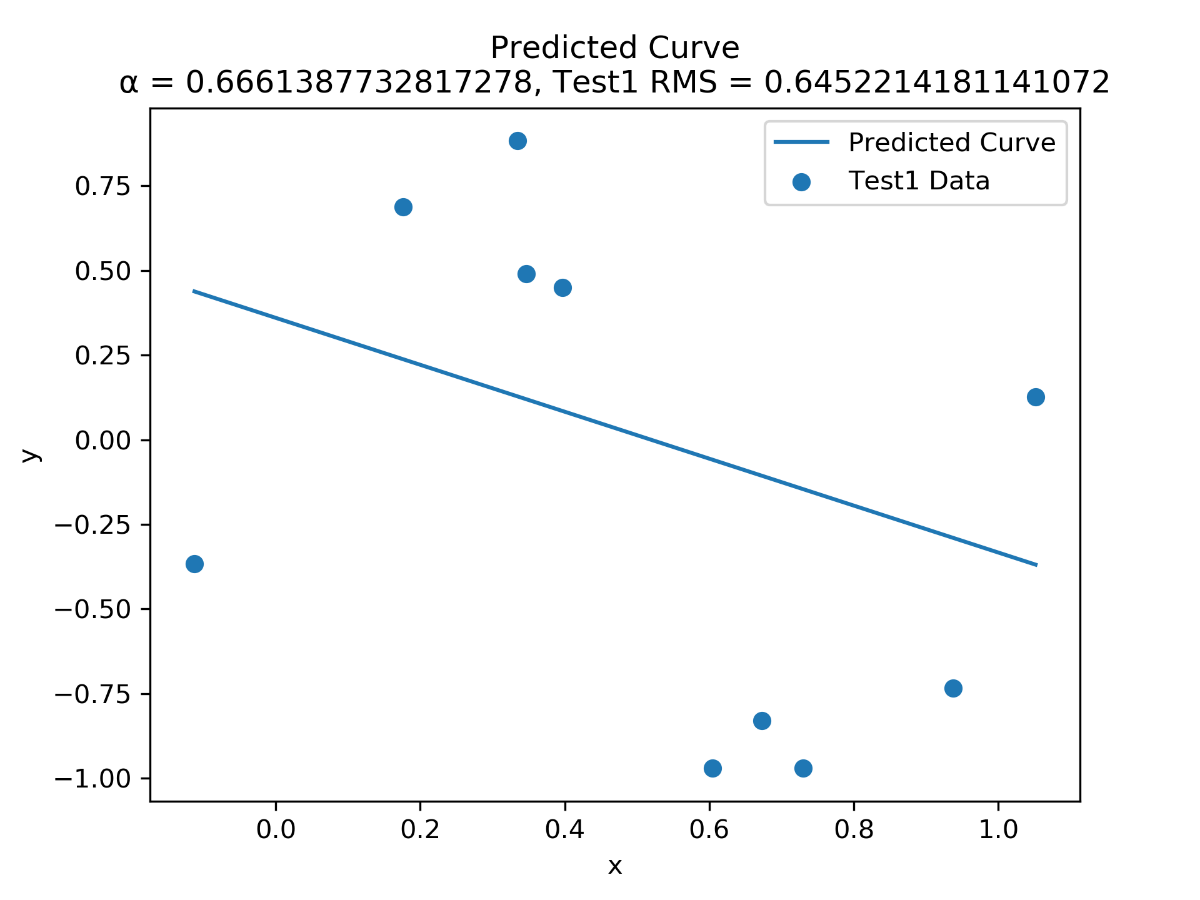 Predicted Curve
α = 0.6661387732817278, Test1 RMS = 0.6452214181141072
Predicted Curve
Test1 Data
0.75
0.50
0.25
0.00
−0.25
−0.50
−0.75
−1.00
y
0.0 0.2 0.4 0.6 0.8 1.0
x